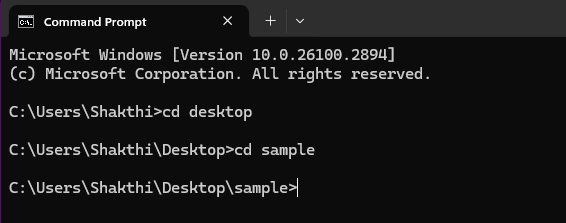 Command Prompt
Microsoft Windows [Version 10.0.26100.2894]
(c) Microsoft Corporation. All rights reserved.
C:\Users\Shakthi>cd desktop
C:\Users\Shakthi\Desktop>cd sample
C:\Users\Shakthi\Desktop\sample>